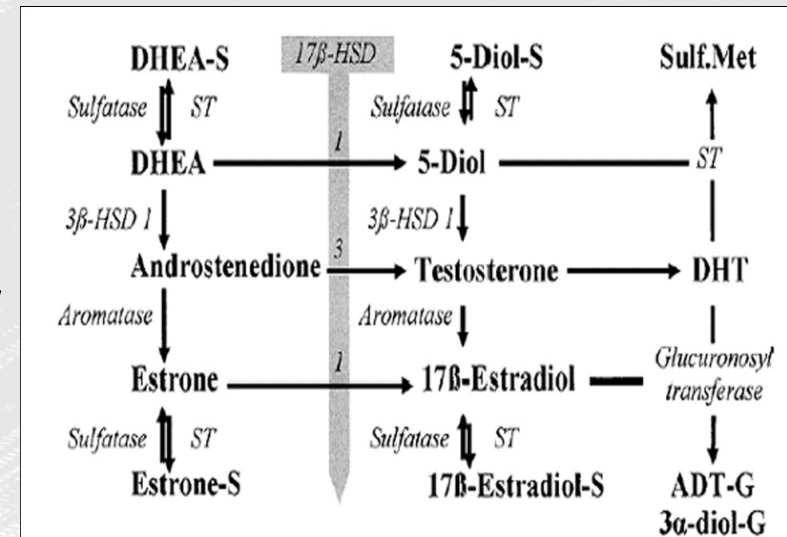 DHEA-S 17β-HSD 5-Diol-S Sulf.Met
Sulfatase ST Sulfatase ST
1 ST
DHEA 5-Diol
3β-HSD 1 3β-HSD 1
3
Androstenedione Testosterone DHT
Aromatase Aromatase
1 Glucuronosyl
Estrone 17ß-Estradiol transferase
Sulfatase ST Sulfatase ST
Estrone-S 17ß-Estradiol-S ADT-G
3α-diol-G